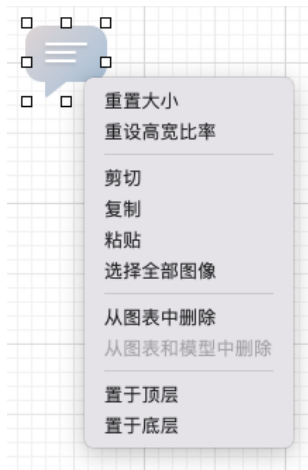 重置大小
重设高宽比率
剪切
复制
粘贴
选择全部图像
从图表中删除
从图表和模型中删除
置于顶层
置于底层